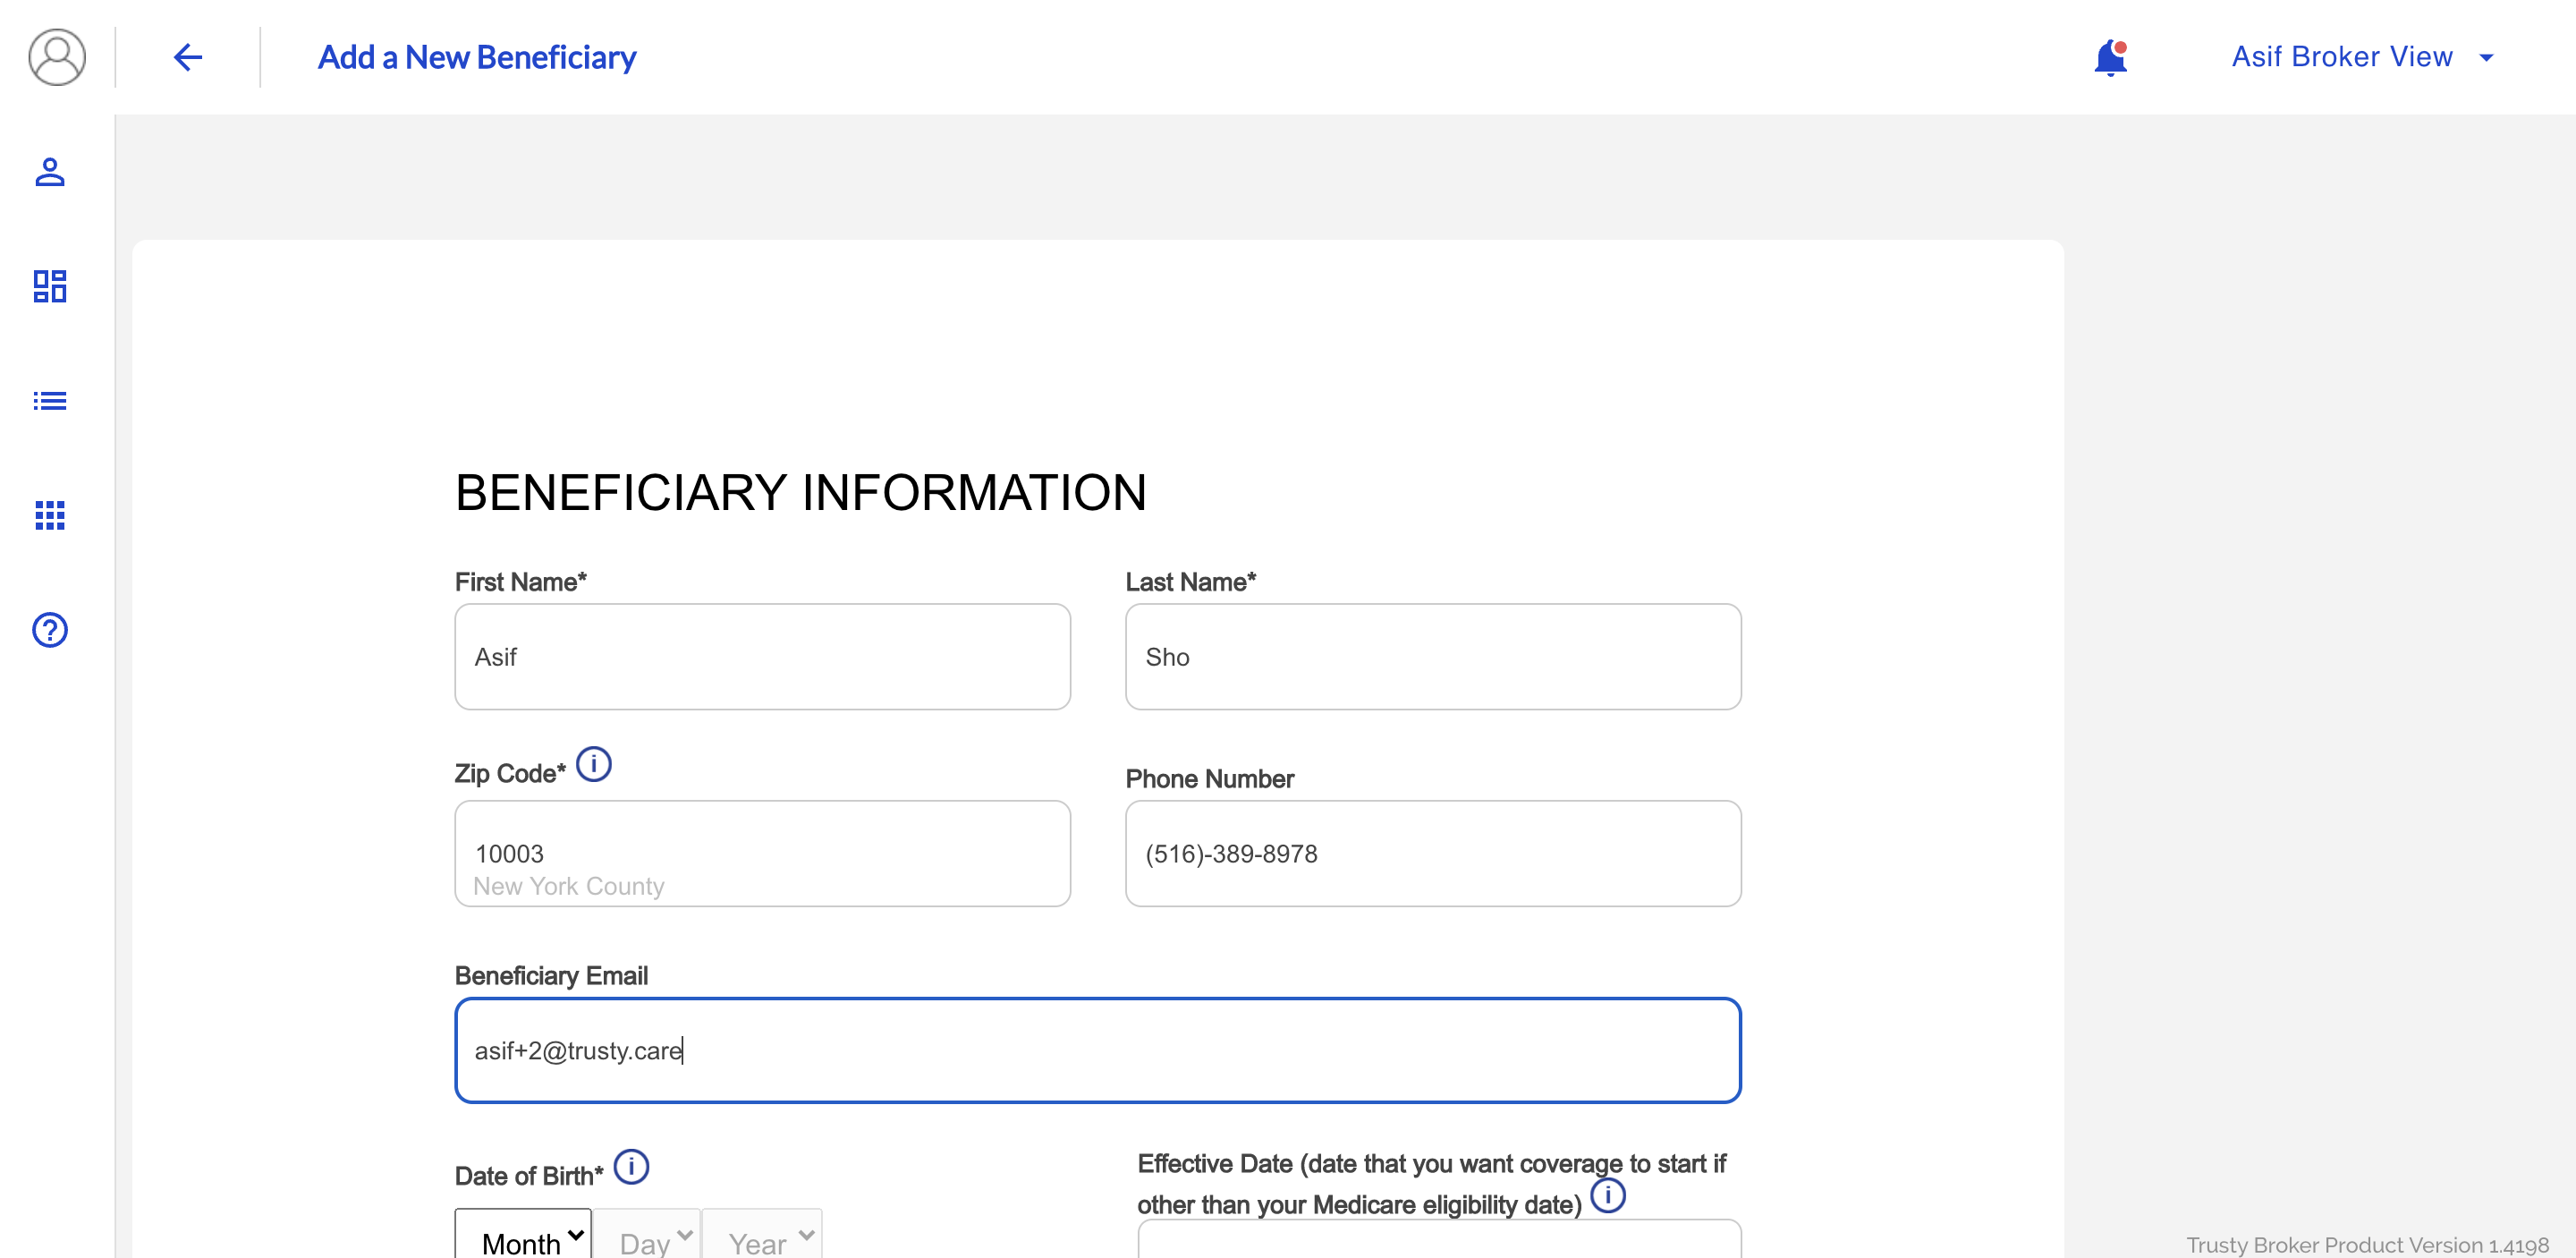 Add a New Beneficiary
Asif Broker View
BENEFICIARY INFORMATION
First Name*
Last Name*
Asif
Sho
Zip Code*
Phone Number
10003
New York County
(516)-389-8978
Beneficiary Email
asif+2@trusty.care
Date of Birth*
Effective Date (date that you want coverage to start if
other than your Medicare eligibility date)
Month
Day
Year
Trusty Broker Product Version 1.4198